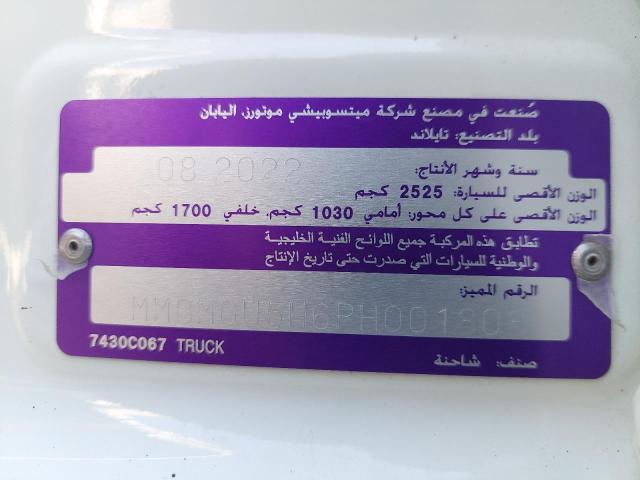 صُنعت في مصنع شركة ميتسوبيشي موتورز، اليابان
بلد التصنيع: تايلاند
سنة وشهر الأنتاج: 08 2022
الوزن الأقصى للسيارة: 2525 كجم
الوزن الأقصى على كل محور: أمامي 1030 كجم، خلفي 1700 كجم
تطابق هذه المركبة جميع اللوائح الفنية الخليجية
والوطنية للسيارات التي صدرت حتى تاريخ الإنتاج
الرقم المميز:
صنف: شاحنة
7430C067 TRUCK